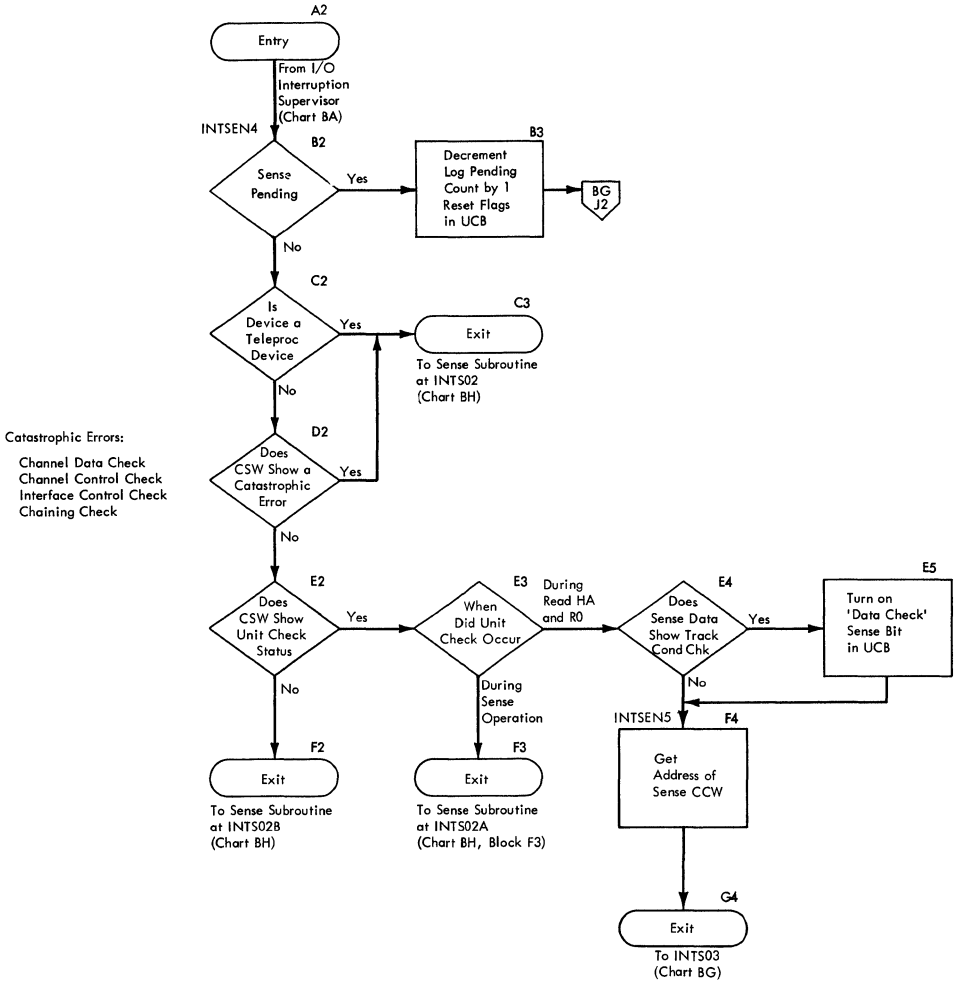 A2
Entry
From I/O
Interruption
Supervisor
(Chart BA)
INTSEN4
B2
Sense
Pending
Yes
No
B3
Decrement
Log Pending
Count by 1
Reset Flags
in UCB
BG
J2
C2
Is
Device a
Teleproc
Device
Yes
No
C3
Exit
To Sense Subroutine
at INTS02
(Chart BH)
Catastrophic Errors:
Channel Data Check
Channel Control Check
Interface Control Check
Chaining Check
D2
Does
CSW Show a
Catastrophic
Error
Yes
No
E2
Does
CSW Show
Unit Check
Status
Yes
No
E3
When
Did Unit
Check Occur
During
Read HA
and R0
During
Sense
Operation
E4
Does
Sense Data
Show Track
Cond Chk
Yes
No
E5
Turn on
'Data Check'
Sense Bit
in UCB
F2
Exit
To Sense Subroutine
at INTS02B
(Chart BH)
F3
Exit
To Sense Subroutine
at INTS02A
(Chart BH, Block F3)
INTSEN5
F4
Get
Address of
Sense CCW
G4
Exit
To INTS03
(Chart BG)